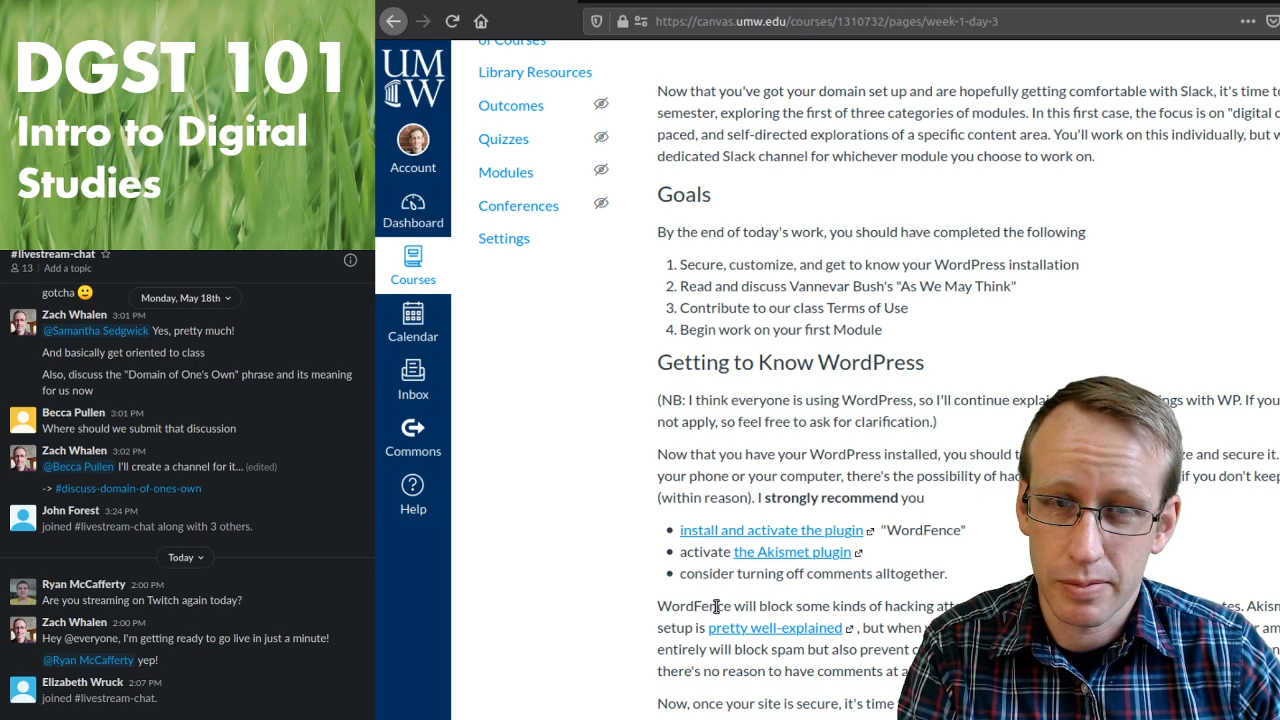 DGST 101
Intro to Digital
Studies
#livestream-chat
13 | Add a topic
gotcha
Monday, May 18th
Zach Whalen 3:01 PM
@Samantha Sedgwick Yes, pretty much!
And basically get oriented to class
Also, discuss the "Domain of One's Own" phrase and its meaning
for us now
Becca Pullen 3:01 PM
Where should we submit that discussion
Zach Whalen 3:02 PM
@Becca Pullen I'll create a channel for it... (edited)
-> #discuss-domain-of-ones-own
John Forest 3:24 PM
joined #livestream-chat along with 3 others.
Today
Ryan McCafferty 2:00 PM
Are you streaming on Twitch again today?
Zach Whalen 2:00 PM
Hey @everyone, I'm getting ready to go live in just a minute!
@Ryan McCafferty yep!
Elizabeth Wruck 2:07 PM
joined #livestream-chat.
https://canvas.umw.edu/courses/1310732/pages/week-1-day-3
UM
W
Account
Dashboard
Courses
Calendar
Inbox
Commons
Help
of Courses
Library Resources
Outcomes
Quizzes
Modules
Conferences
Settings
Now that you've got your domain set up and are hopefully getting comfortable with Slack, it's time to
semester, exploring the first of three categories of modules. In this first case, the focus is on "digital
paced, and self-directed explorations of a specific content area. You'll work on this individually, but
dedicated Slack channel for whichever module you choose to work on.
Goals
By the end of today's work, you should have completed the following
1. Secure, customize, and get to know your WordPress installation
2. Read and discuss Vannevar Bush's "As We May Think"
3. Contribute to our class Terms of Use
4. Begin work on your first Module
Getting to Know WordPress
(NB: I think everyone is using WordPress, so I'll continue with WP. If you
not apply, so feel free to ask for clarification.)
Now that you have your WordPress installed, you should and secure it.
your phone or your computer, there's the possibility of if you don't keep
(within reason). I strongly recommend you
install and activate the plugin "WordFence"
activate the Akismet plugin
consider turning off comments alltogether.
WordFence will block some kinds of hacking
setup is pretty well-explained , but when
entirely will block spam but also prevent
there's no reason to have comments at
Now, once your site is secure, it's time